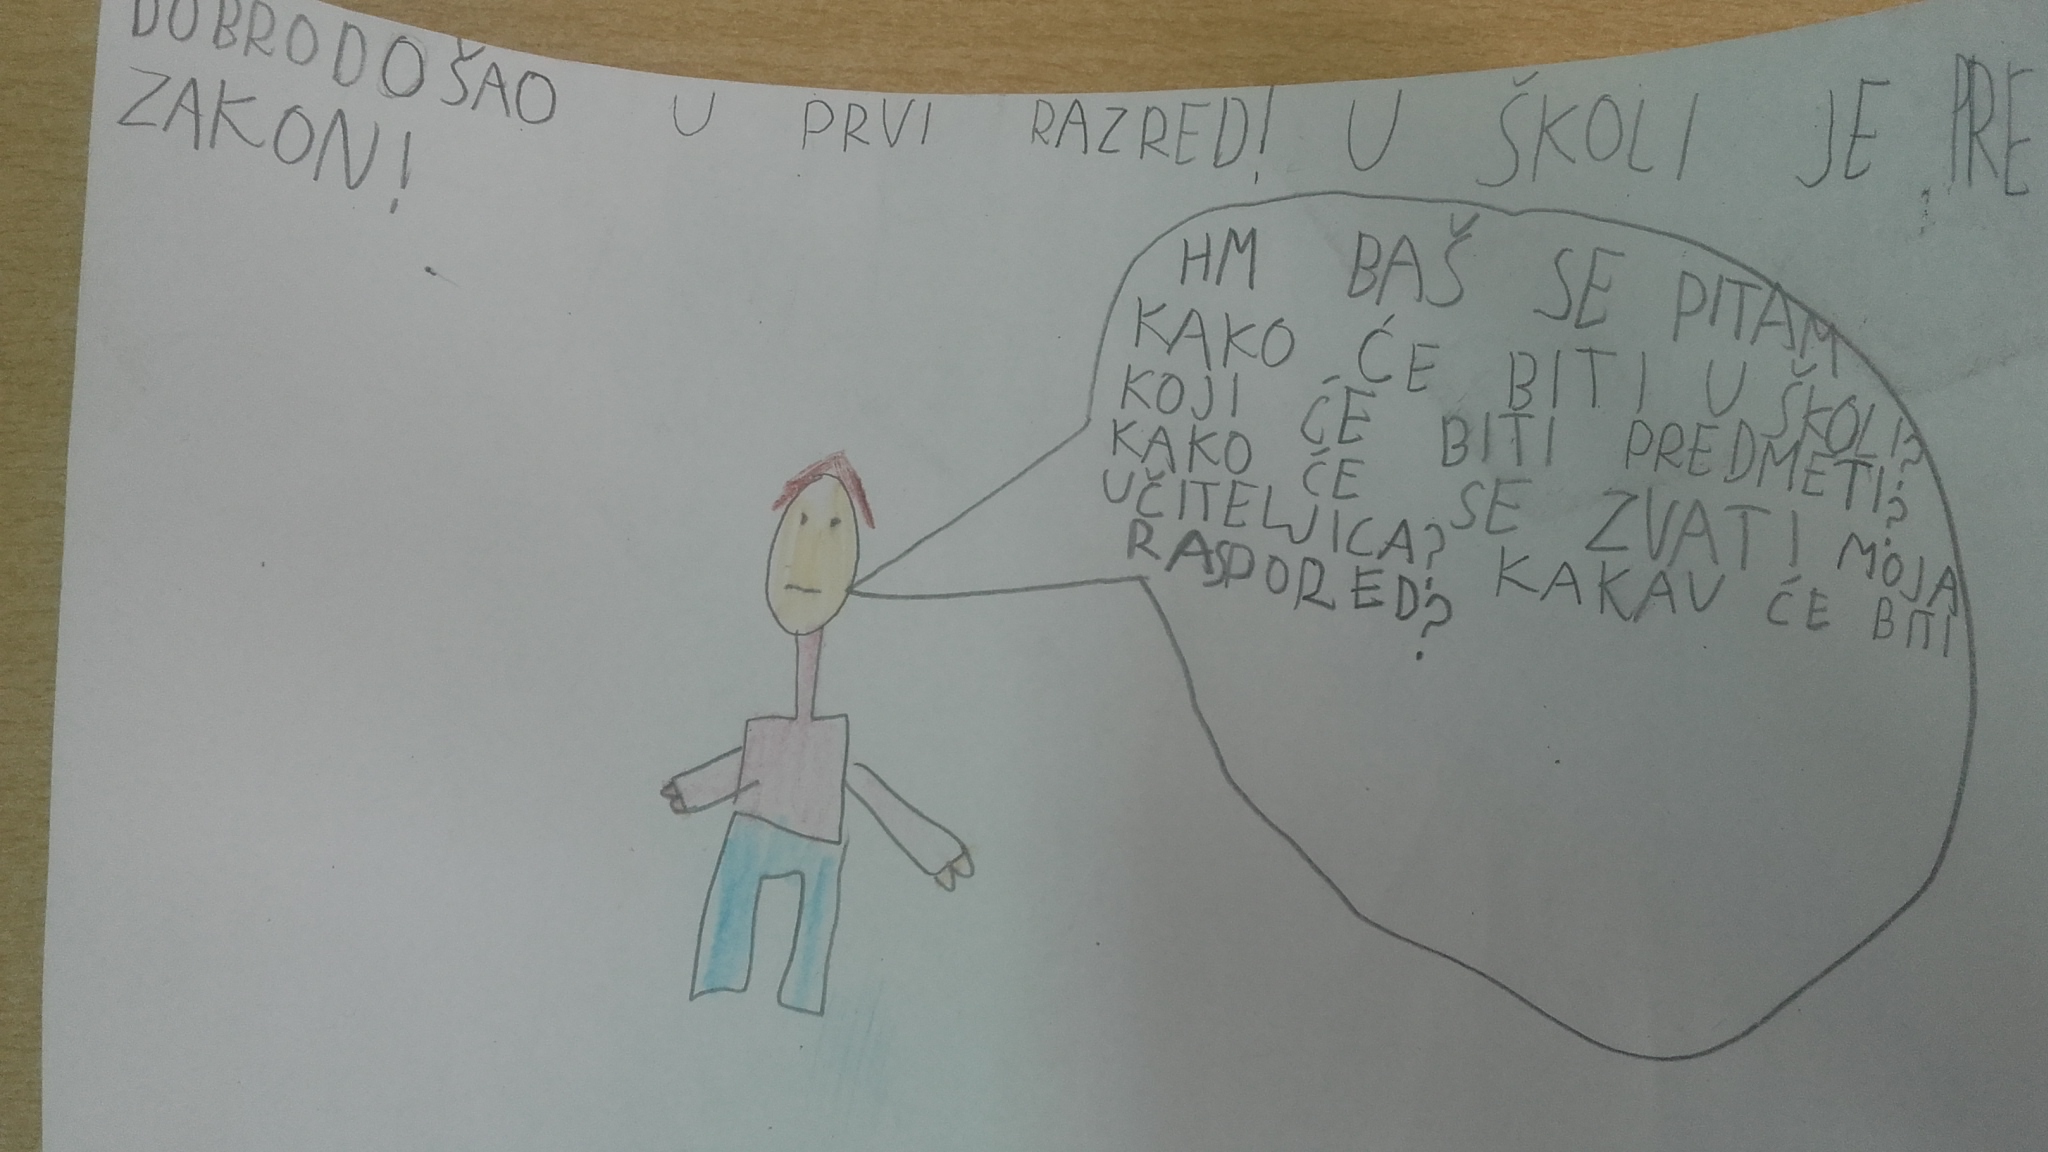 DOBRODOŠAO U PRVI RAZRED! U ŠKOLI JE PRE
ZAKON!
HM BAŠ SE PITAM
KAKO ĆE BITI U ŠKOLI?
KOJI ĆE BITI PREDMETI?
KAKO ĆE SE ZVATI MOJA
UČITELJICA? KAKAV ĆE BITI
RASPORED?